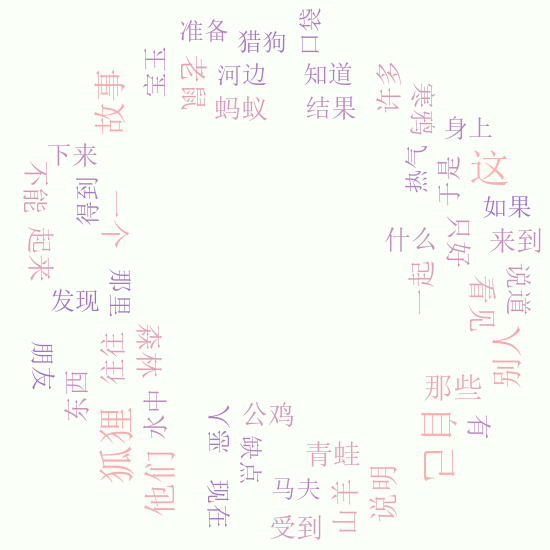 准备
猎狗
口袋
宝玉
老鼠
河边
知道
许多
故事
蚂蚁
结果
寒鸦
身上
下来
热气
于是
这
不能
得到
一个
如果
只好
什么
来到
起来
一起
说道
看见
发现
那里
别人
朋友
往往
森林
东西
那些
水中
自己
有
狐狸
公鸡
人类
缺点
青蛙
他们
现在
马夫
山羊
说明
受到